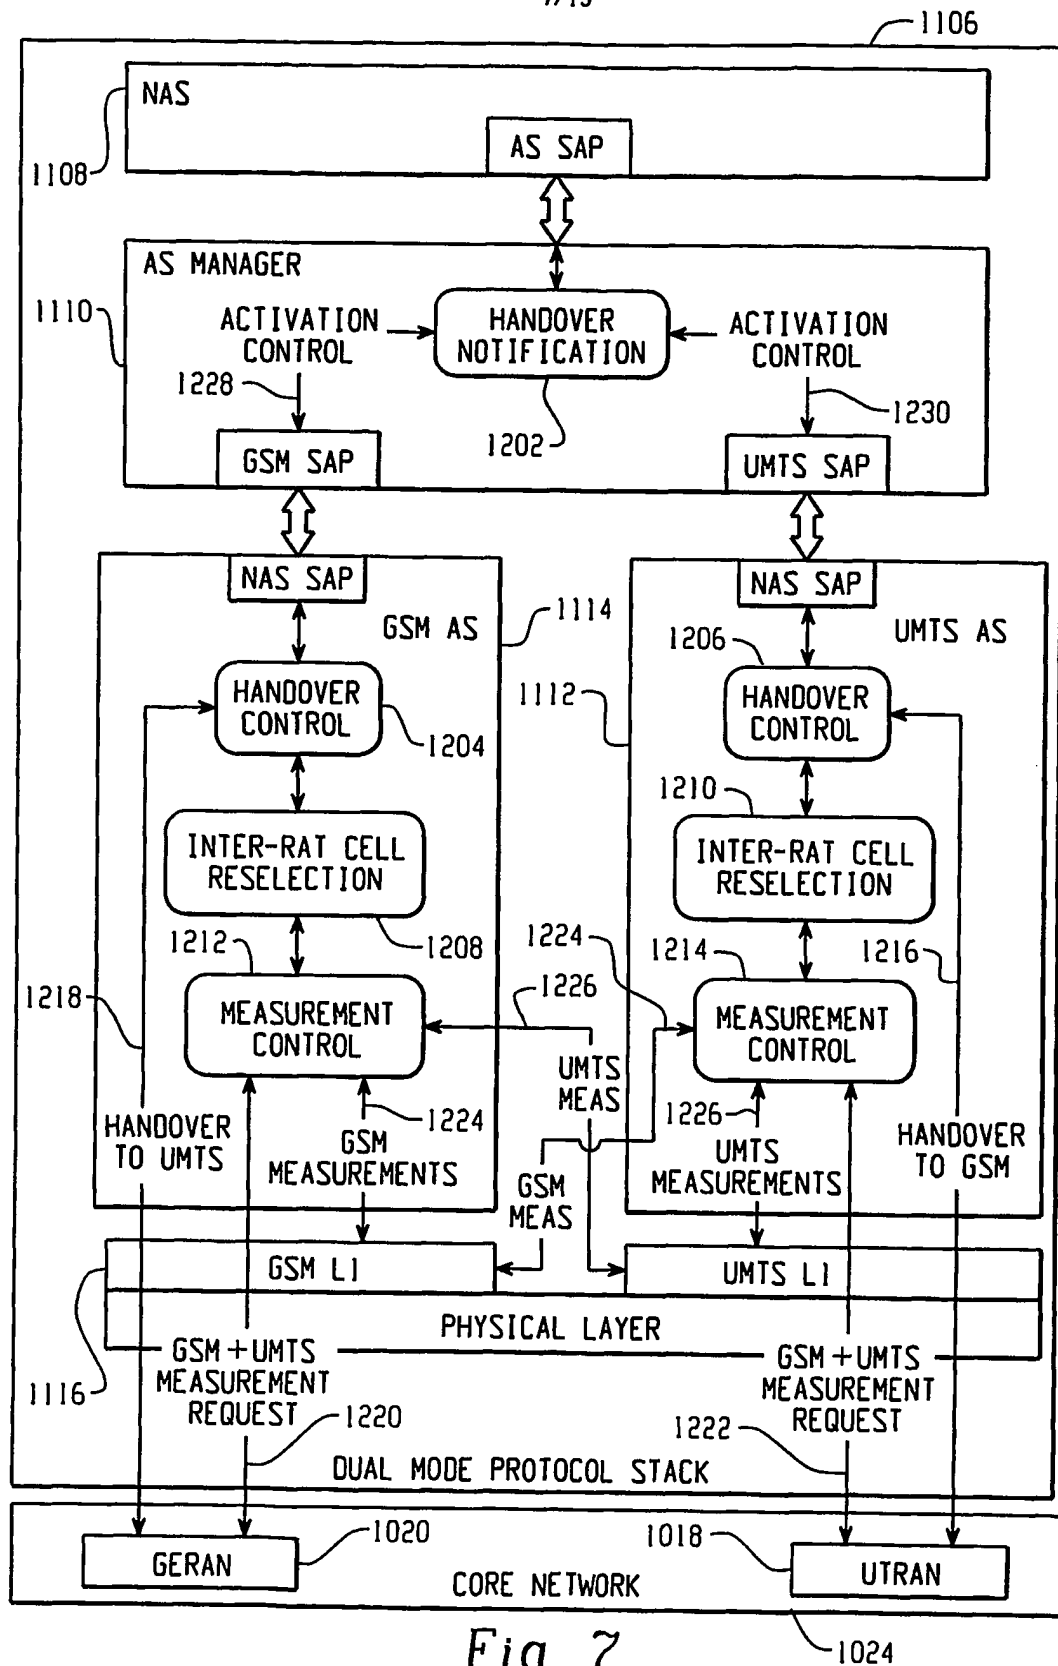 7/15
1106
NAS
AS SAP
1108
AS MANAGER
1110
ACTIVATION
CONTROL
HANDOVER
NOTIFICATION
ACTIVATION
CONTROL
1228
1202
1230
GSM SAP
UMTS SAP
NAS SAP
NAS SAP
GSM AS
1114
UMTS AS
1206
1112
HANDOVER
CONTROL
HANDOVER
CONTROL
1204
1210
INTER-RAT CELL
RESELECTION
INTER-RAT CELL
RESELECTION
1212
1208
1224
1214
1216
1218
1226
MEASUREMENT
CONTROL
MEASUREMENT
CONTROL
UMTS
MEAS
1224
1226
HANDOVER
TO UMTS
GSM
MEASUREMENTS
UMTS
MEASUREMENTS
HANDOVER
TO GSM
GSM
MEAS
GSM L1
UMTS L1
PHYSICAL LAYER
1116
GSM+UMTS
MEASUREMENT
REQUEST
GSM+UMTS
MEASUREMENT
REQUEST
1220
1222
DUAL MODE PROTOCOL STACK
1020
1018
GERAN
UTRAN
CORE NETWORK
1024
Fig 7